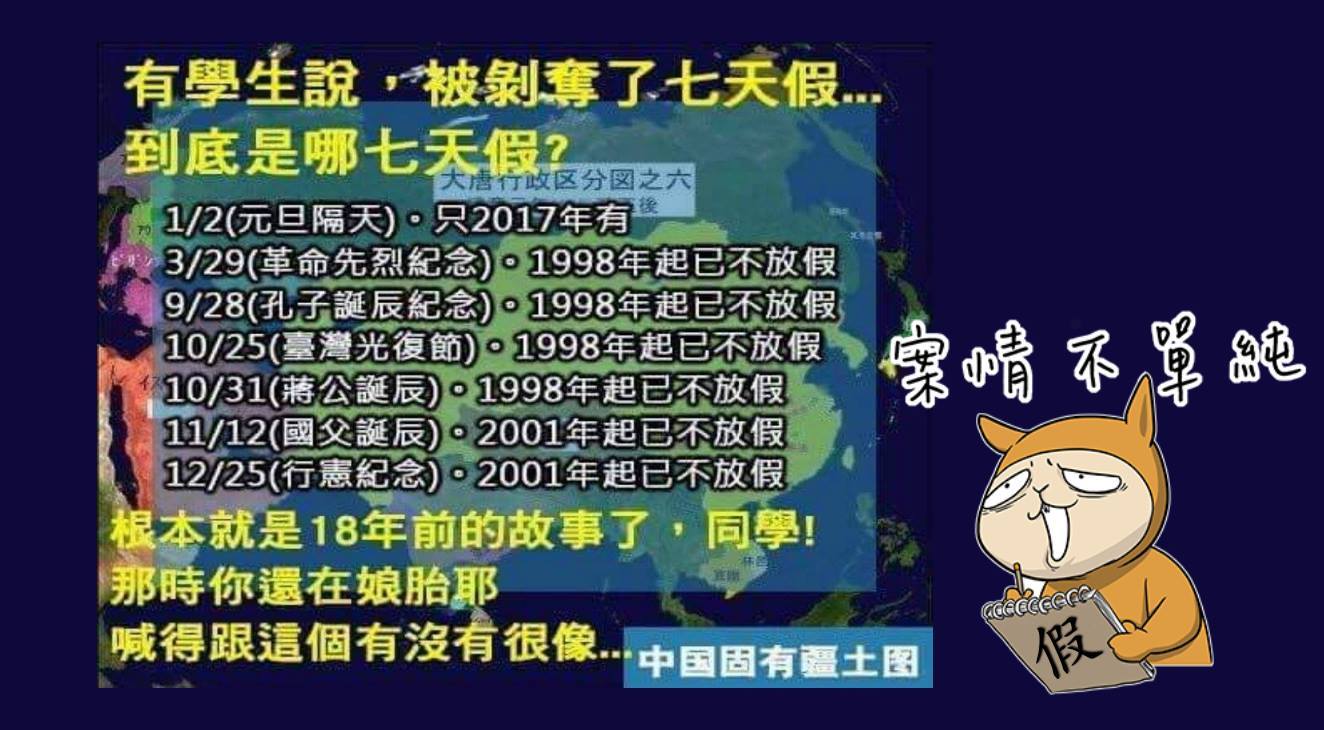 有學生說，被剝奪了七天假...
到底是哪七天假?
大唐行政区分図之六
後
1/2(元旦隔天)。只2017年有
3/29(革命先烈紀念)。1998年起已不放假
9/28(孔子誕辰紀念)。1998年起已不放假
10/25(臺灣光復節)。1998年起已不放假
10/31(蔣公誕辰)。1998年起已不放假
11/12(國父誕辰)。2001年起已不放假
12/25(行憲紀念)。2001年起已不放假
根本就是18年前的故事了，同學!
那時你還在娘胎耶
喊得跟這個有沒有很像...
中国固有疆土图
案情不單純
假